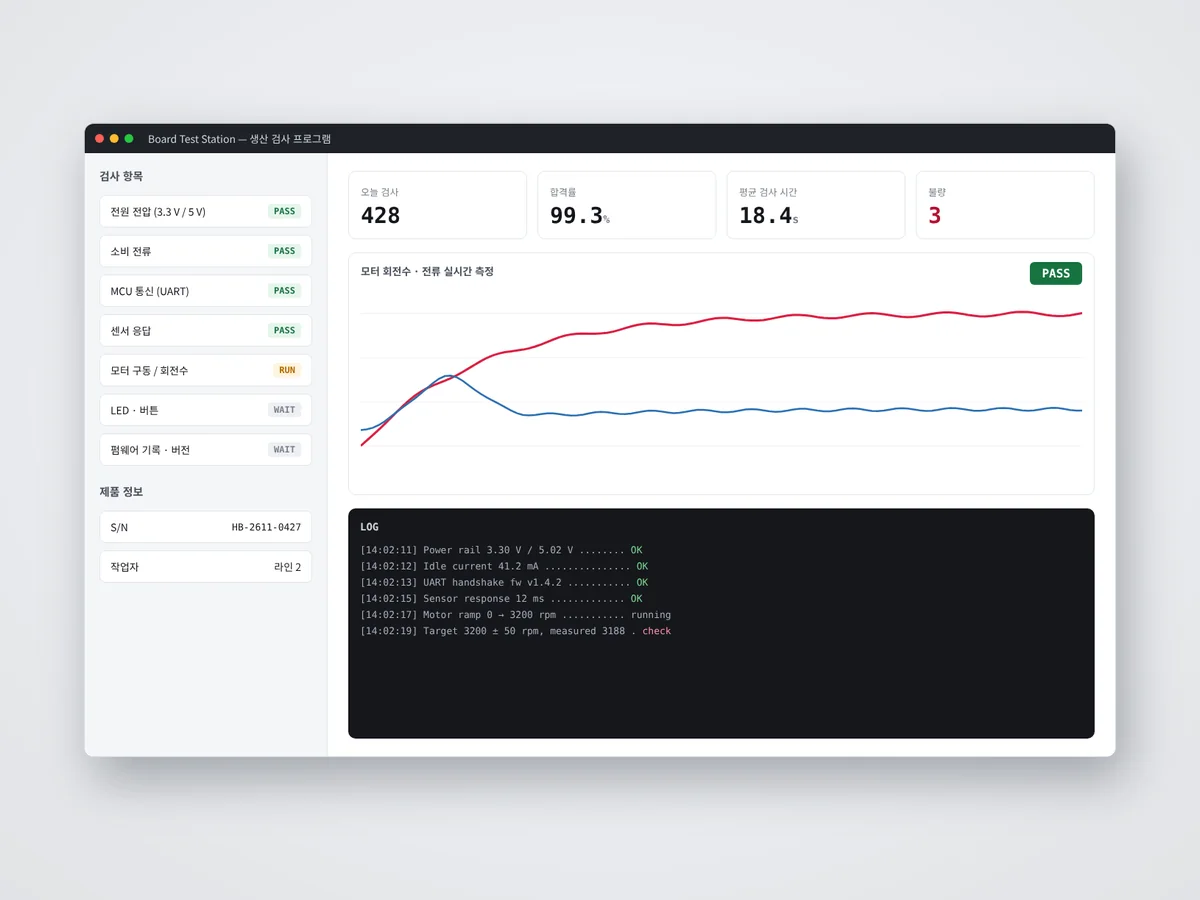 Board Test Station — 생산 검사 프로그램
검사 항목
전원 전압 (3.3 V / 5 V) PASS
소비 전류 PASS
MCU 통신 (UART) PASS
센서 응답 PASS
모터 구동 / 회전수 RUN
LED · 버튼 WAIT
펌웨어 기록 · 버전 WAIT
제품 정보
S/N HB-2611-0427
작업자 라인 2
오늘 검사
428
합격률
99.3%
평균 검사 시간
18.4s
불량
3
모터 회전수 · 전류 실시간 측정
PASS
LOG
[14:02:11] Power rail 3.30 V / 5.02 V ........ OK
[14:02:12] Idle current 41.2 mA ............... OK
[14:02:13] UART handshake fw v1.4.2 ........... OK
[14:02:15] Sensor response 12 ms ............. OK
[14:02:17] Motor ramp 0 → 3200 rpm ........... running
[14:02:19] Target 3200 ± 50 rpm, measured 3188 . check